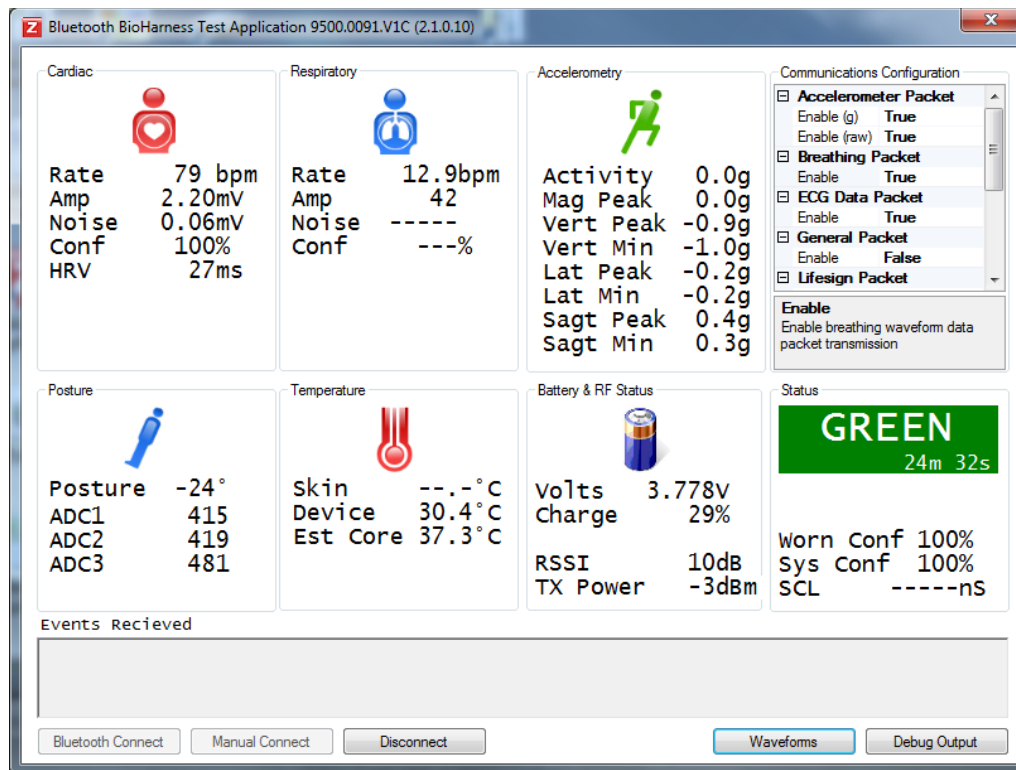 Z Bluetooth BioHarness Test Application 9500.0091.V1C (2.1.0.10)
Cardiac
Rate 79 bpm
Amp 2.20mV
Noise 0.06mV
Conf 100%
HRV 27ms
Respiratory
Rate 12.9bpm
Amp 42
Noise -----
Conf ---%
Accelerometry
Activity 0.0g
Mag Peak 0.0g
Vert Peak -0.9g
Vert Min -1.0g
Lat Peak -0.2g
Lat Min -0.2g
Sagt Peak 0.4g
Sagt Min 0.3g
Communications Configuration
Accelerometer Packet
Enable (g) True
Enable (raw) True
Breathing Packet
Enable True
ECG Data Packet
Enable True
General Packet
Enable False
Lifesign Packet
Enable
Enable breathing waveform data
packet transmission
Posture
Posture -24°
ADC1 415
ADC2 419
ADC3 481
Temperature
Skin --.-°C
Device 30.4°C
Est Core 37.3°C
Battery & RF Status
Volts 3.778V
Charge 29%
RSSI 10dB
TX Power -3dBm
Status
GREEN
24m 32s
Worn Conf 100%
Sys Conf 100%
SCL -----nS
Events Recieved
Bluetooth Connect
Manual Connect
Disconnect
Waveforms
Debug Output